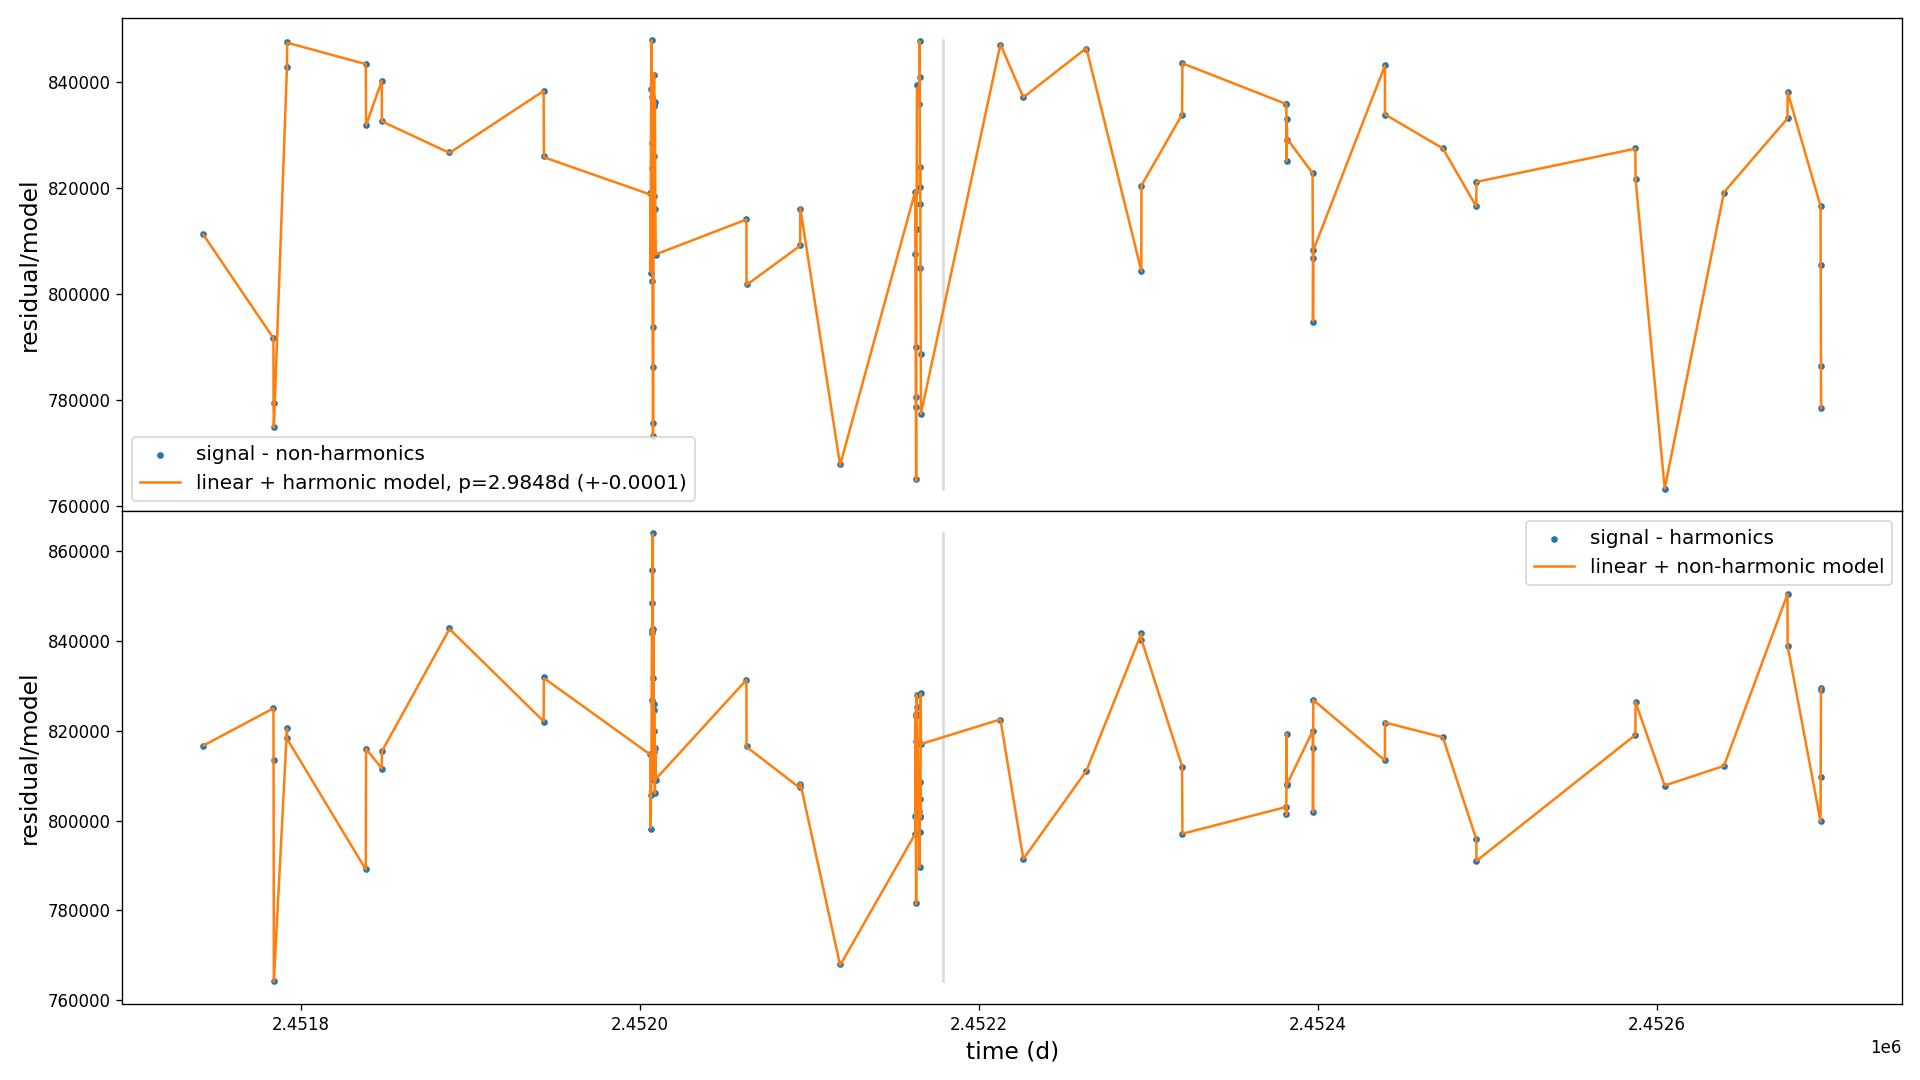 residual/model
840000
820000
800000
780000
760000
signal - non-harmonics
linear + harmonic model, p=2.9848d (+-0.0001)
residual/model
860000
840000
820000
800000
780000
760000
signal - harmonics
linear + non-harmonic model
2.4518 2.4520 2.4522 2.4524 2.4526
time (d)
1e6